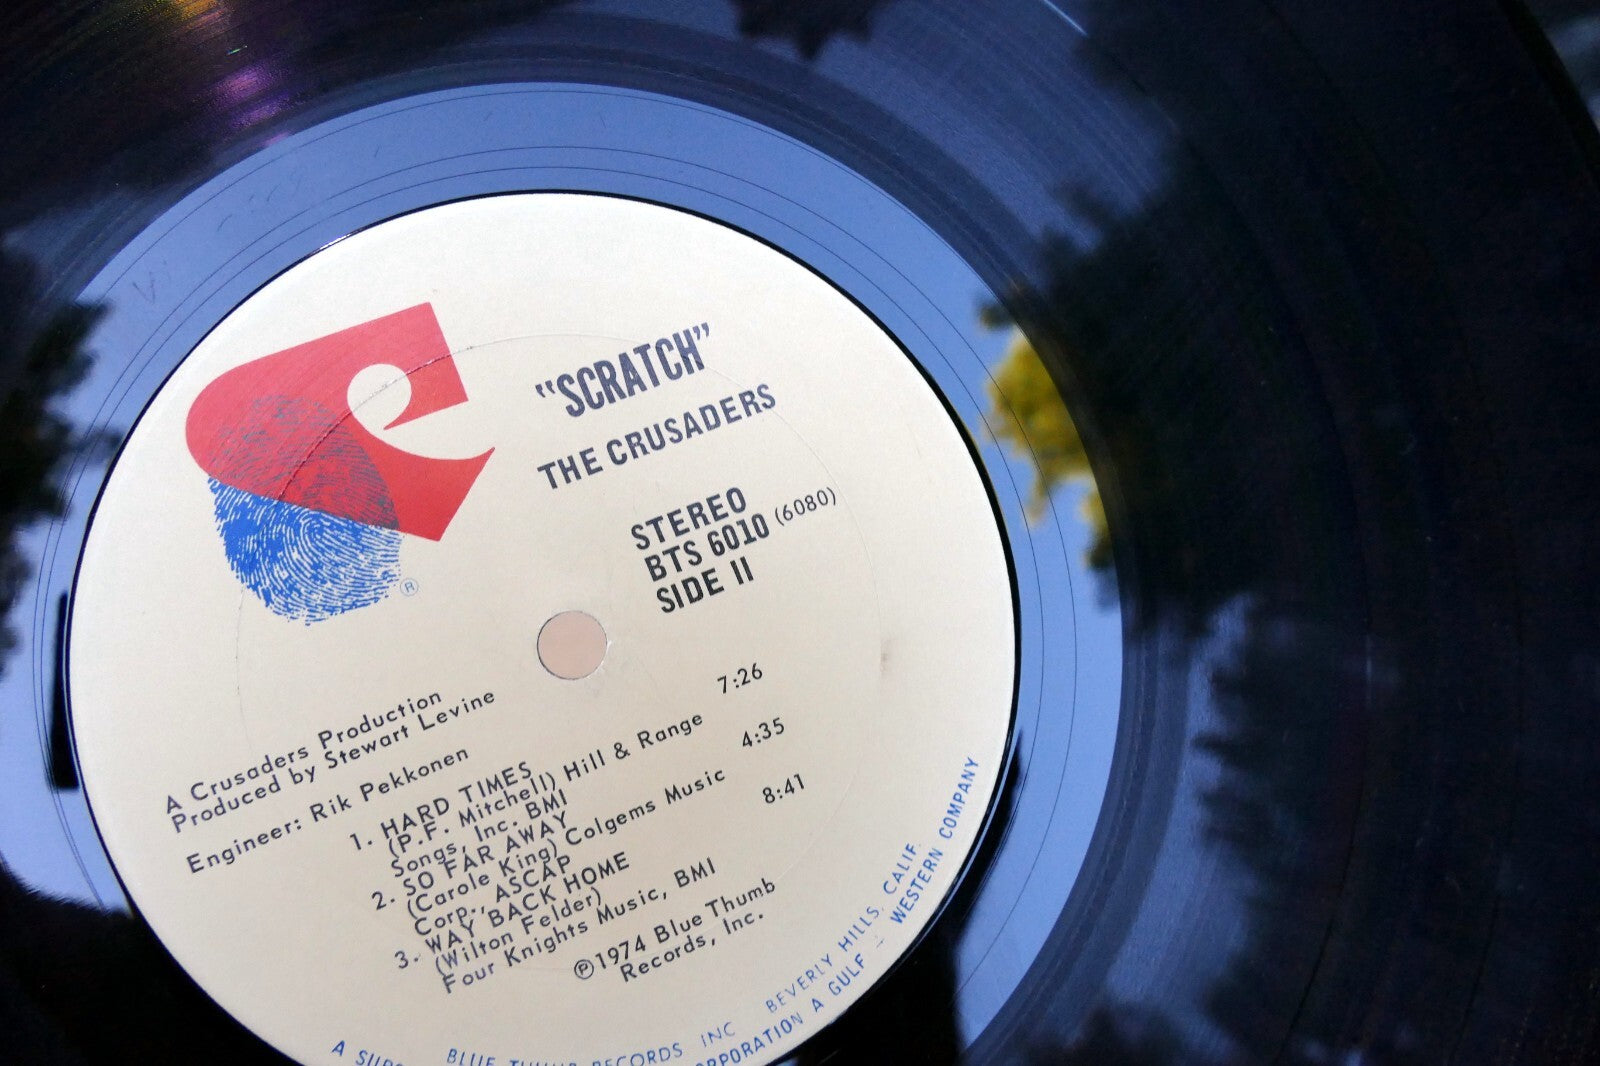 "SCRATCH"
THE CRUSADERS
STEREO
BTS 6010 (6080)
SIDE II
®
A Crusaders Production
Produced by Stewart Levine
Engineer: Rik Pekkonen
1. HARD TIMES 7:26
(P.F. Mitchell) Hill & Range
Songs, Inc. BMI
2. SO FAR AWAY 4:35
(Carole King) Colgems Music
Corp., ASCAP
3. WAY BACK HOME 8:41
(Wilton Felder)
Four Knights Music, BMI
℗1974 Blue Thumb
Records, Inc.
BLUE THUMB RECORDS INC BEVERLY HILLS, CALIF.
A CORPORATION A GULF – WESTERN COMPANY